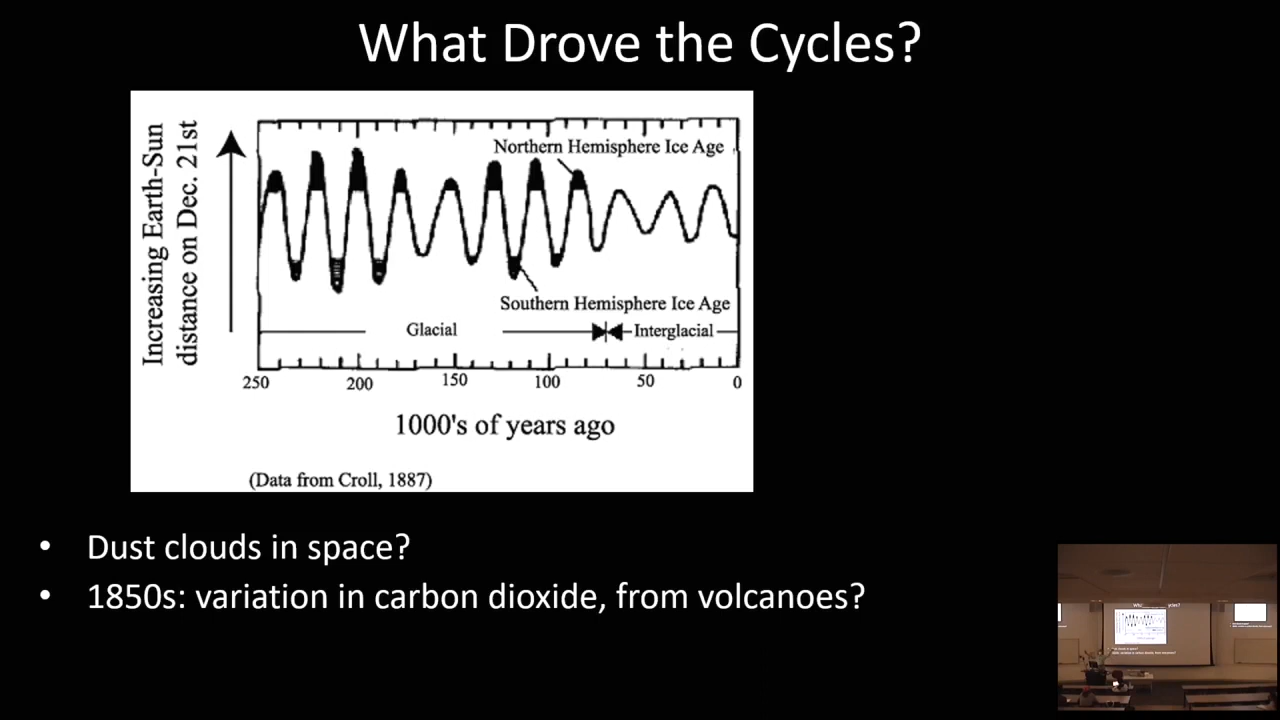 What Drove the Cycles?
Increasing Earth-Sun
distance on Dec. 21st
Northern Hemisphere Ice Age
Southern Hemisphere Ice Age
Glacial
Interglacial
250
200
150
100
50
0
1000's of years ago
(Data from Croll, 1887)
• Dust clouds in space?
• 1850s: variation in carbon dioxide, from volcanoes?